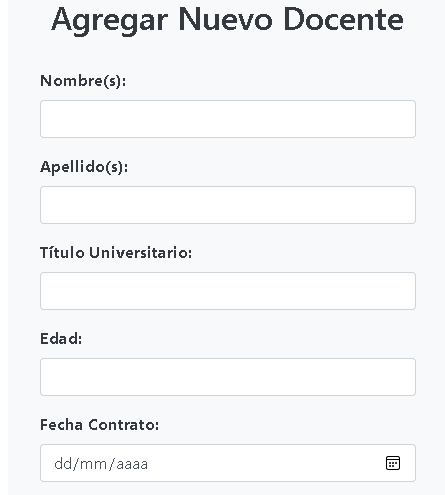 Agregar Nuevo Docente
Nombre(s):
Apellido(s):
Título Universitario:
Edad:
Fecha Contrato:
dd/mm/aaaa